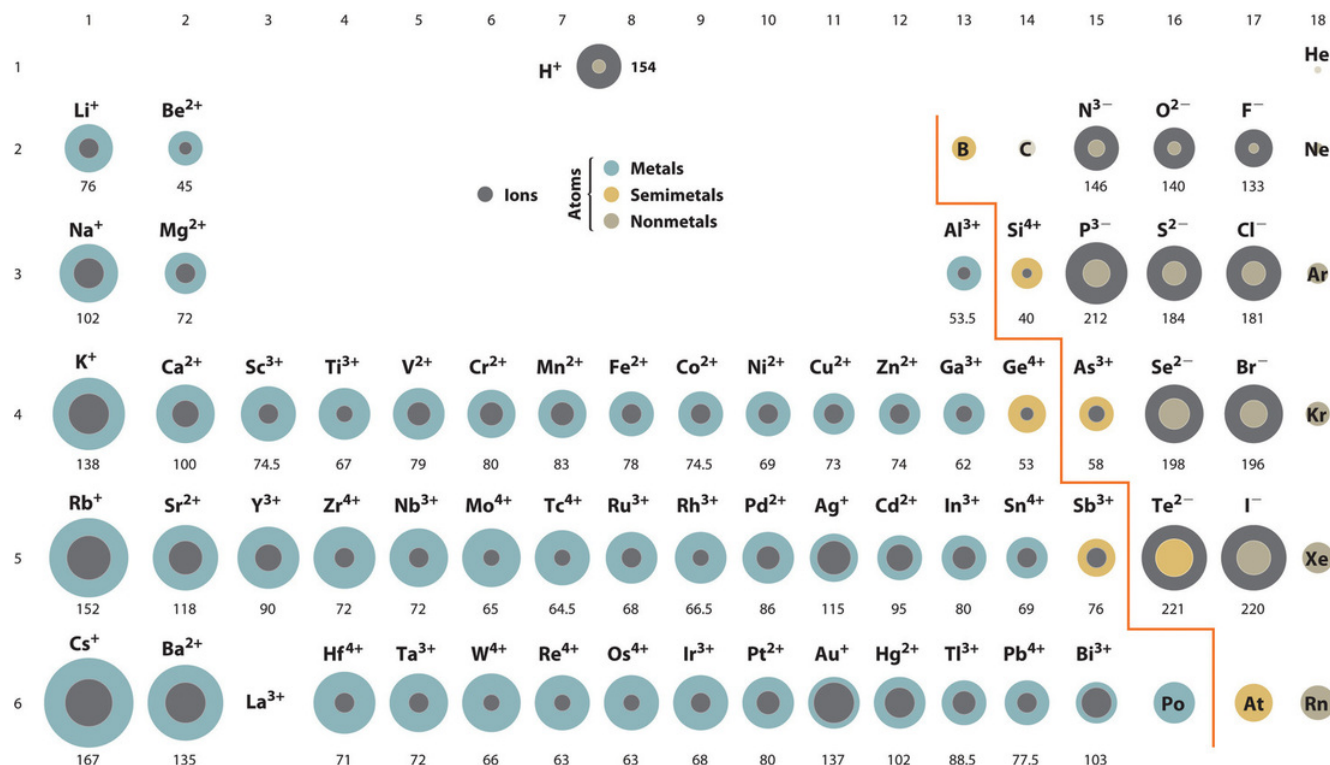 1 2 3 4 5 6 7 8 9 10 11 12 13 14 15 16 17 18
1 H⁺ 154 He
Li⁺ Be²⁺ N³⁻ O²⁻ F⁻
2 B C Ne
76 45 146 140 133
Ions
Atoms
Metals
Semimetals
Nonmetals
Na⁺ Mg²⁺ Al³⁺ Si⁴⁺ P³⁻ S²⁻ Cl⁻
3 Ar
102 72 53.5 40 212 184 181
K⁺ Ca²⁺ Sc³⁺ Ti³⁺ V²⁺ Cr²⁺ Mn²⁺ Fe²⁺ Co²⁺ Ni²⁺ Cu²⁺ Zn²⁺ Ga³⁺ Ge⁴⁺ As³⁺ Se²⁻ Br⁻
4 Kr
138 100 74.5 67 79 80 83 78 74.5 69 73 74 62 53 58 198 196
Rb⁺ Sr²⁺ Y³⁺ Zr⁴⁺ Nb³⁺ Mo⁴⁺ Tc⁴⁺ Ru³⁺ Rh³⁺ Pd²⁺ Ag⁺ Cd²⁺ In³⁺ Sn⁴⁺ Sb³⁺ Te²⁻ I⁻
5 Xe
152 118 90 72 72 65 64.5 68 66.5 86 115 95 80 69 76 221 220
Cs⁺ Ba²⁺ Hf⁴⁺ Ta³⁺ W⁴⁺ Re⁴⁺ Os⁴⁺ Ir³⁺ Pt²⁺ Au⁺ Hg²⁺ Tl³⁺ Pb⁴⁺ Bi³⁺
6 La³⁺ Po At Rn
167 135 71 72 66 63 63 68 80 137 102 88.5 77.5 103